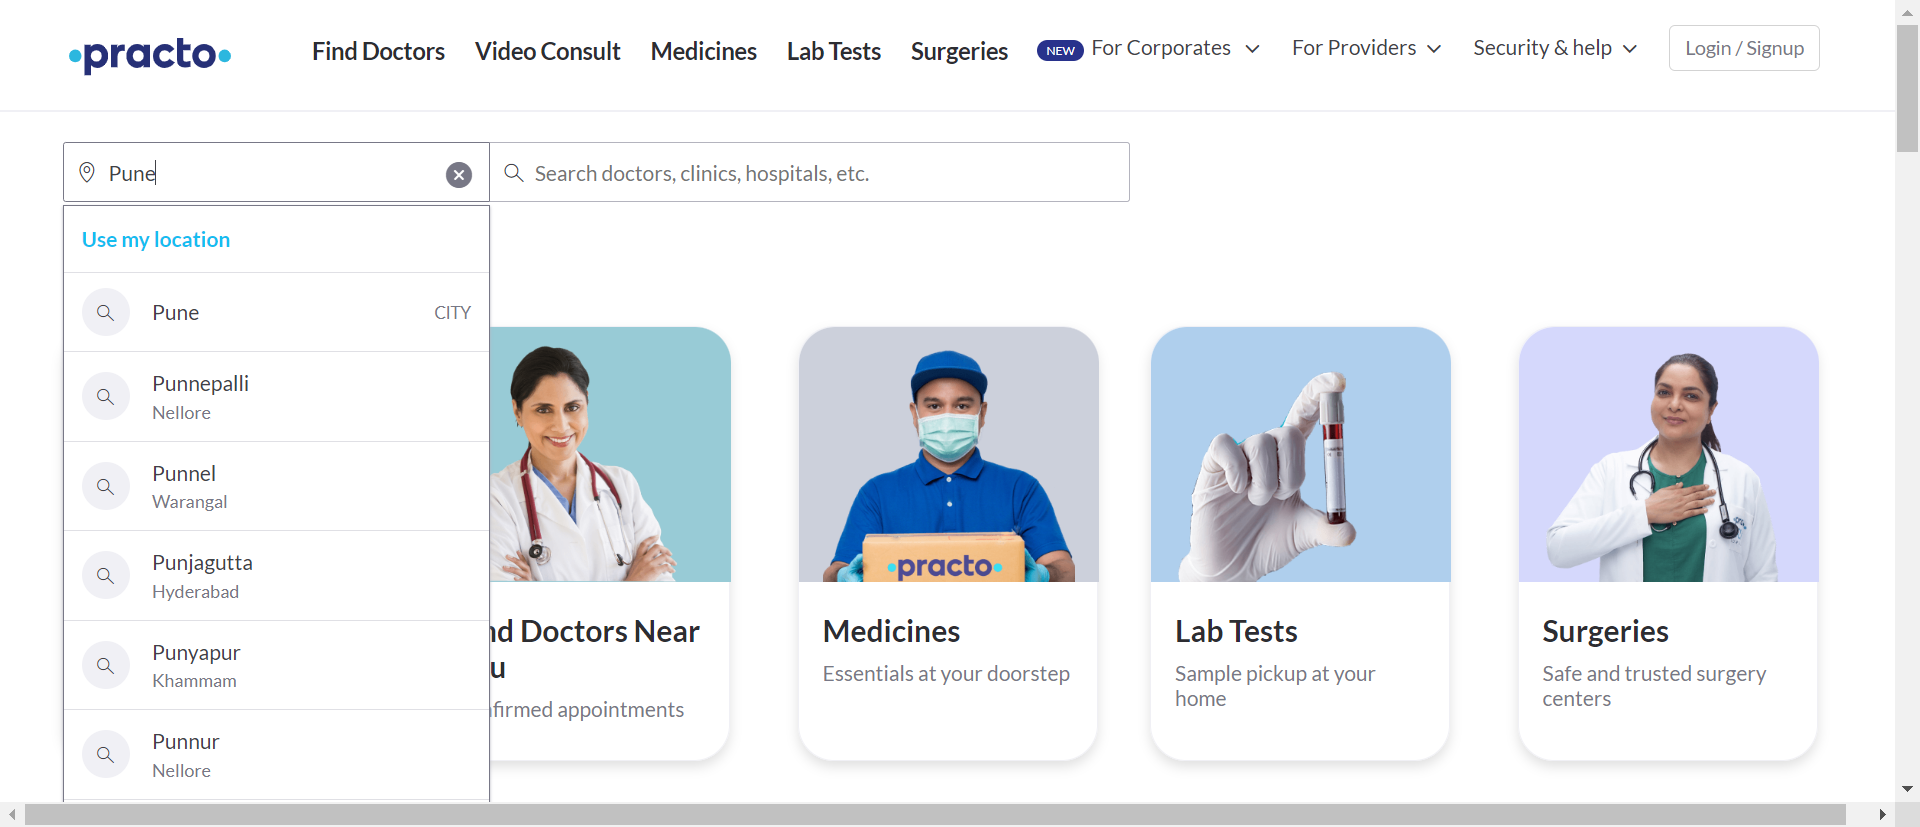 practo
Find Doctors
Video Consult
Medicines
Lab Tests
Surgeries
NEW
For Corporates
For Providers
Security & help
Login / Signup
Pune
Search doctors, clinics, hospitals, etc.
Use my location
Pune
CITY
Punnepalli
Nellore
Punnel
Warangal
Punjagutta
Hyderabad
Punyapur
Khammam
Punnur
Nellore
practo
nd Doctors Near
u
nfirmed appointments
Medicines
Essentials at your doorstep
Lab Tests
Sample pickup at your
home
Surgeries
Safe and trusted surgery
centers